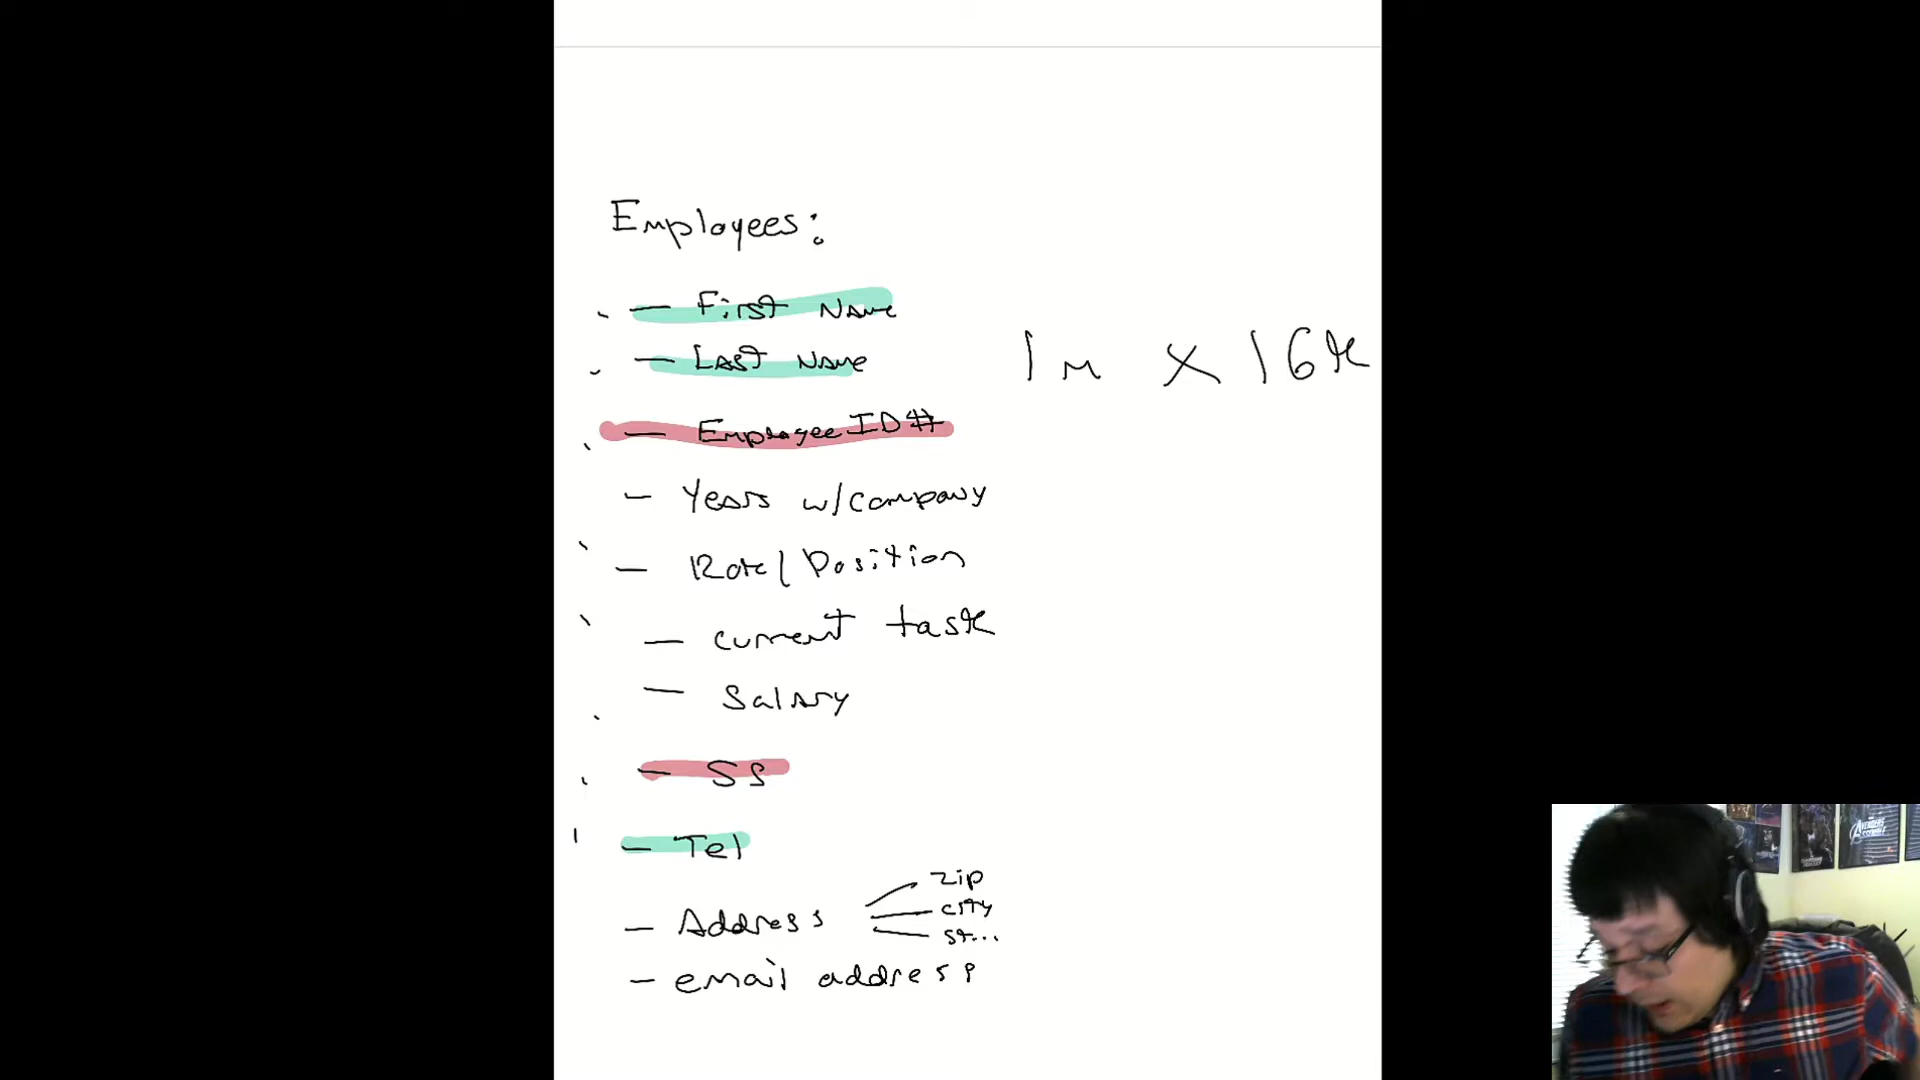 Employees:
— First Name
— Last Name
1m x 16k
— Employee ID#
— Years w/company
— Role/Position
— current task
— Salary
— SS
— Tel
— Address
Zip
city
st...
— email address
AVENGERS